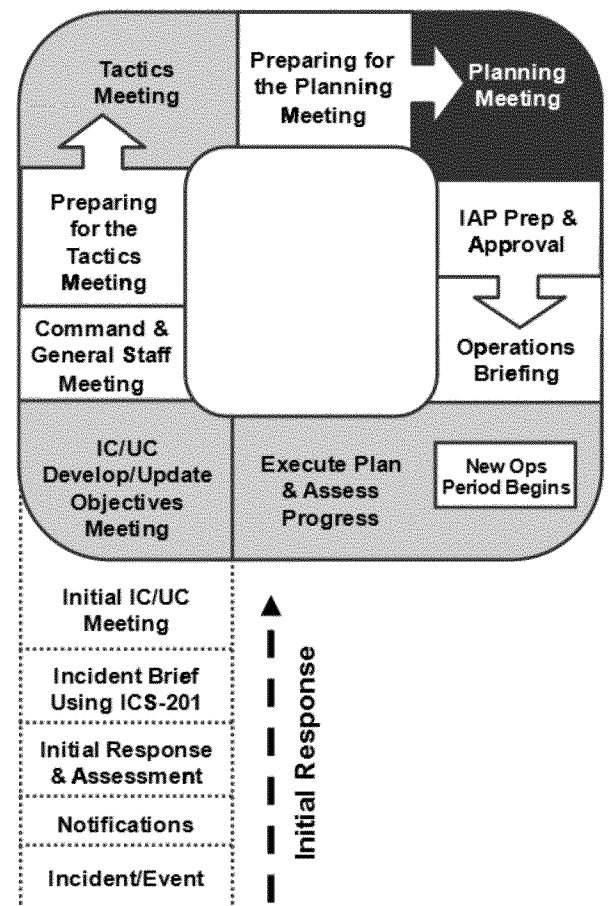 Tactics
Meeting
Preparing for
the Planning
Meeting
Planning
Meeting
Preparing
for the
Tactics
Meeting
IAP Prep &
Approval
Command &
General Staff
Meeting
Operations
Briefing
IC/UC
Develop/Update
Objectives
Meeting
Execute Plan
& Assess
Progress
New Ops
Period Begins
Initial IC/UC
Meeting
Incident Brief
Using ICS-201
Initial Response
& Assessment
Notifications
Incident/Event
Initial Response